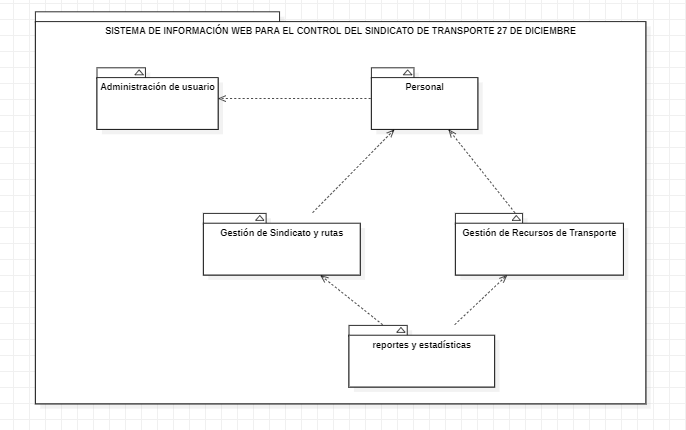 SISTEMA DE INFORMACIÓN WEB PARA EL CONTROL DEL SINDICATO DE TRANSPORTE 27 DE DICIEMBRE
Administración de usuario
Personal
Gestión de Sindicato y rutas
Gestión de Recursos de Transporte
reportes y estadísticas